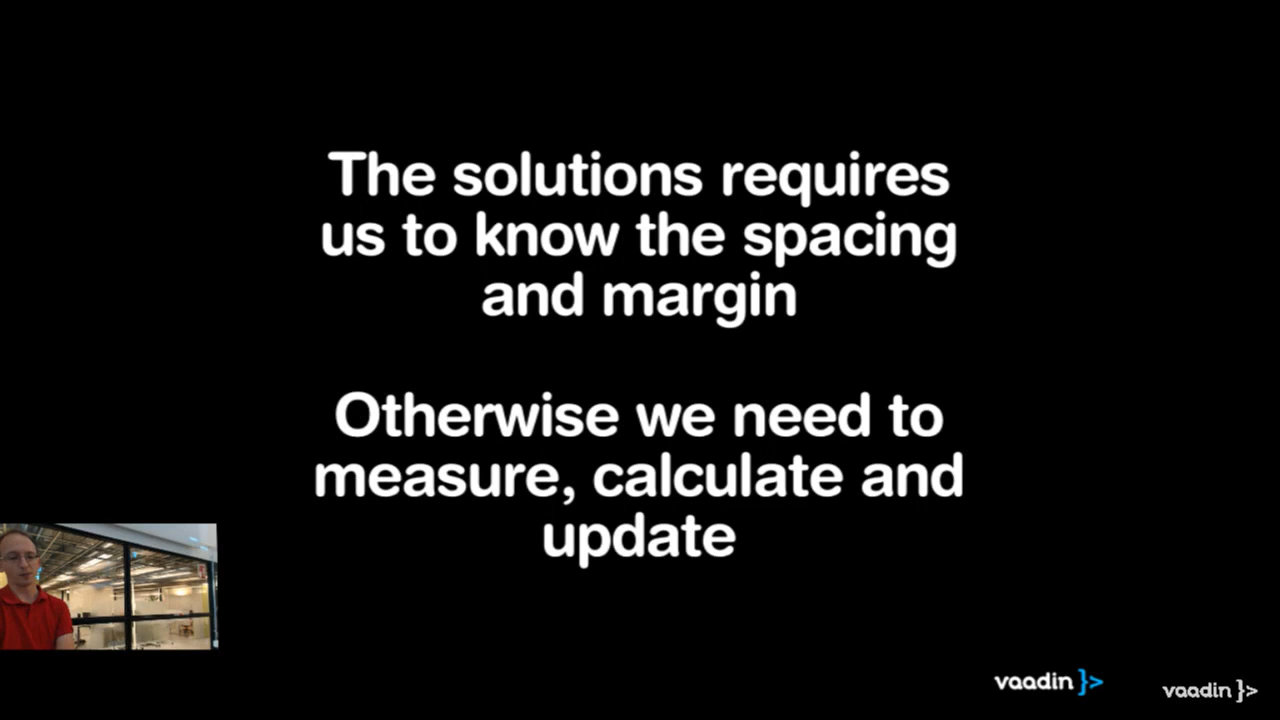 The solutions requires
us to know the spacing
and margin
Otherwise we need to
measure, calculate and
update
vaadin }>
vaadin }>